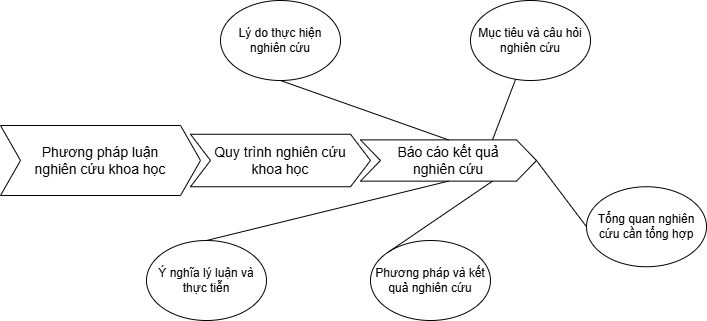 Lý do thực hiện
nghiên cứu
Mục tiêu và câu hỏi
nghiên cứu
Phương pháp luận
nghiên cứu khoa học
Quy trình nghiên cứu
khoa học
Báo cáo kết quả
nghiên cứu
Tổng quan nghiên
cứu cần tổng hợp
Ý nghĩa lý luận và
thực tiễn
Phương pháp và kết
quả nghiên cứu